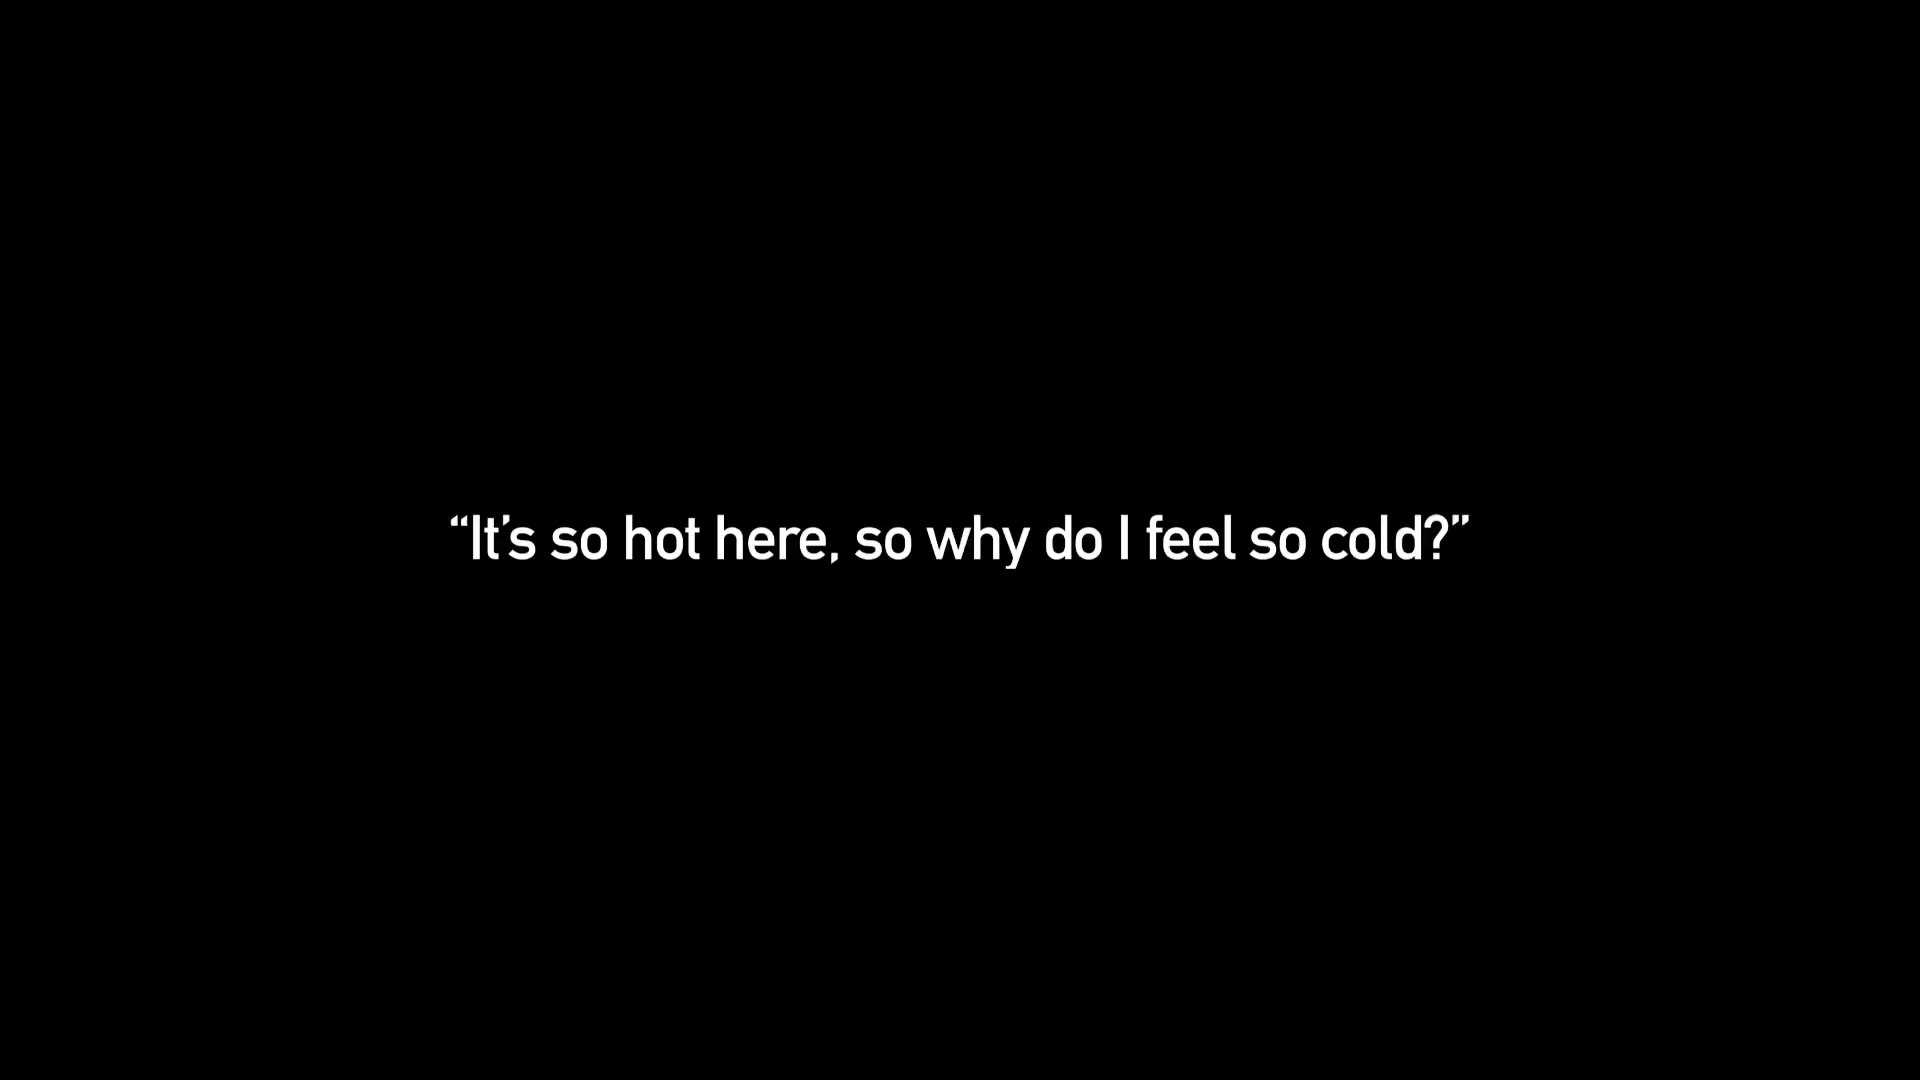 “It’s so hot here, so why do I feel so cold?”